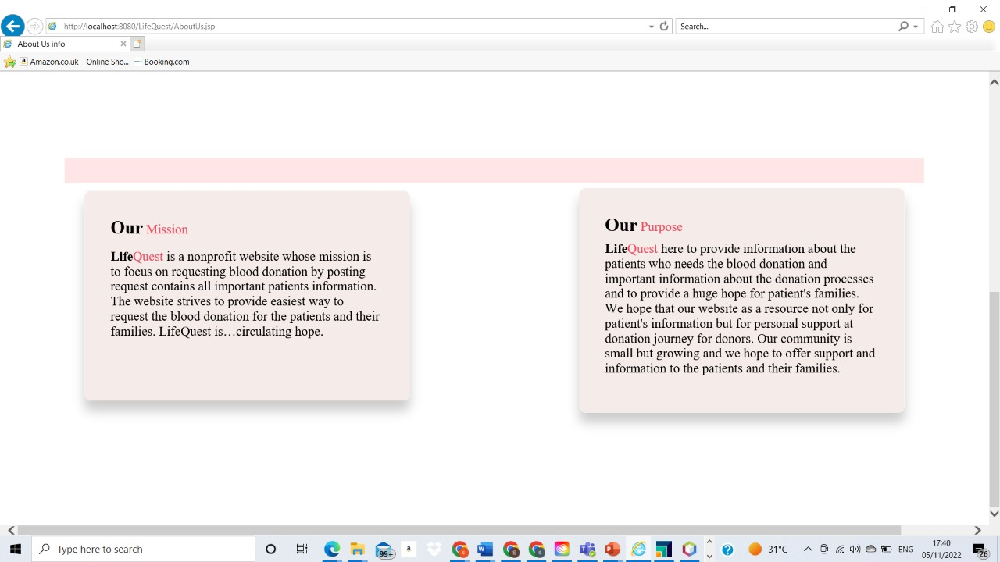 http://localhost:8080/LifeQuest/AboutUs.jsp
Search...
About Us info
Amazon.co.uk – Online Sho...
Booking.com
Our Mission
LifeQuest is a nonprofit website whose mission is
to focus on requesting blood donation by posting
request contains all important patients information.
The website strives to provide easiest way to
request the blood donation for the patients and their
families. LifeQuest is…circulating hope.
Our Purpose
LifeQuest here to provide information about the
patients who needs the blood donation and
important information about the donation processes
and to provide a huge hope for patient's families.
We hope that our website as a resource not only for
patient's information but for personal support at
donation journey for donors. Our community is
small but growing and we hope to offer support and
information to the patients and their families.
Type here to search
99+
31°C
ENG
17:40
05/11/2022
26